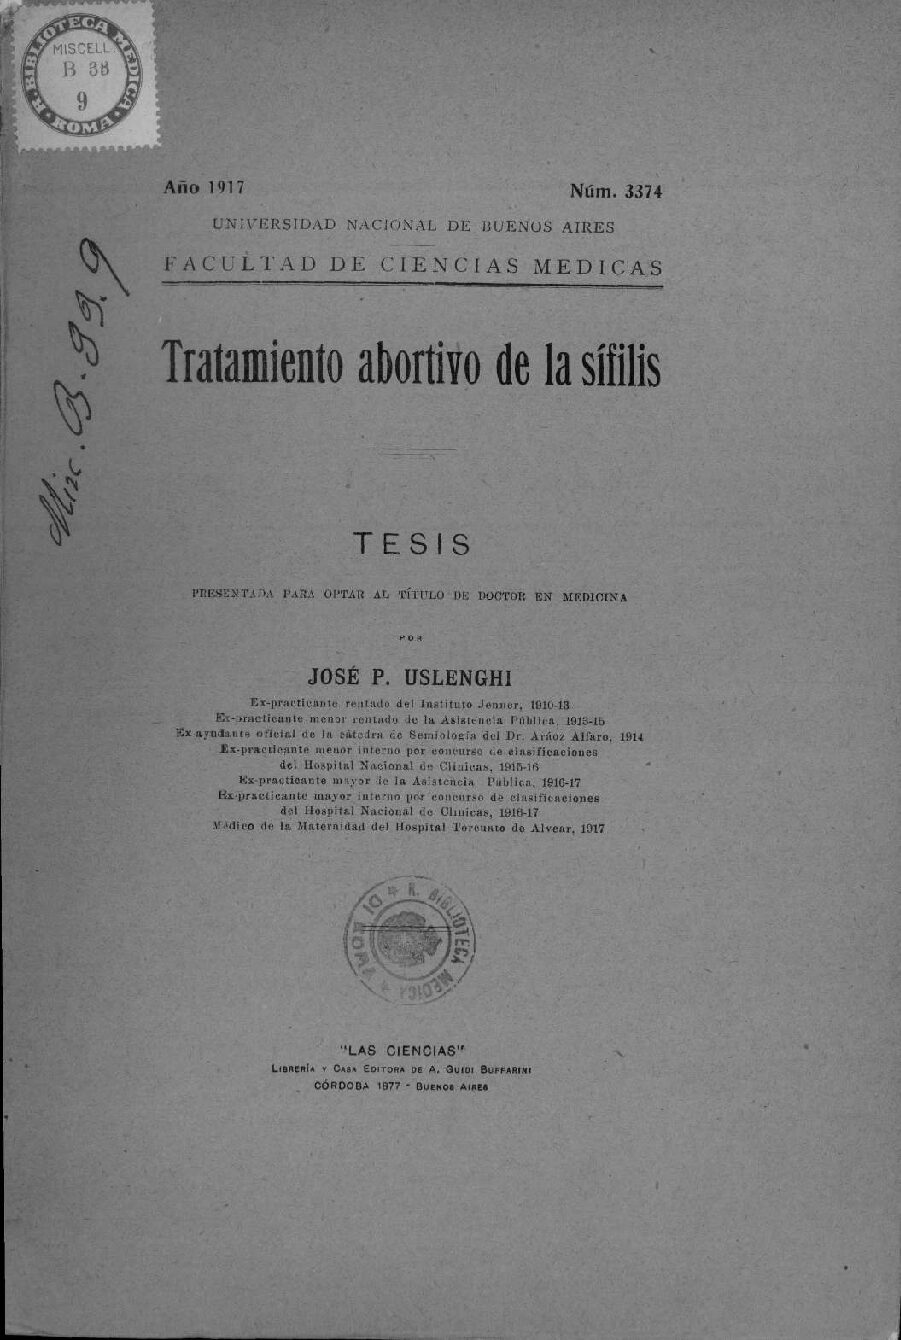 R. BIBLIOTECA MEDICA
ROMA
MISCELL.
B 38
9
Año 1917
Núm. 3374
UNIVERSIDAD NACIONAL DE BUENOS AIRES
FACULTAD DE CIENCIAS MEDICAS
Tratamiento abortivo de la sífilis
TESIS
PRESENTADA PARA OPTAR AL TÍTULO DE DOCTOR EN MEDICINA
POR
JOSÉ P. USLENGHI
Ex-practicante rentado del Instituto Jenner, 1910-13
Ex-practicante menor rentado de la Asistencia Pública, 1913-15
Ex ayudante oficial de la cátedra de Semiología del Dr. Aráoz Alfaro, 1914
Ex-practicante menor interno por concurso de clasificaciones
del Hospital Nacional de Clínicas, 1915-16
Ex-practicante mayor de la Asistencia Pública, 1916-17
Ex-practicante mayor interno por concurso de clasificaciones
del Hospital Nacional de Clínicas, 1916-17
Médico de la Maternidad del Hospital Torcuato de Alvear, 1917
R. BIBLIOTECA MEDICA
DI ROMA
"LAS CIENCIAS"
LIBRERÍA Y CASA EDITORA DE A. GUIDI BUFFARINI
CÓRDOBA 1877 - BUENOS AIRES